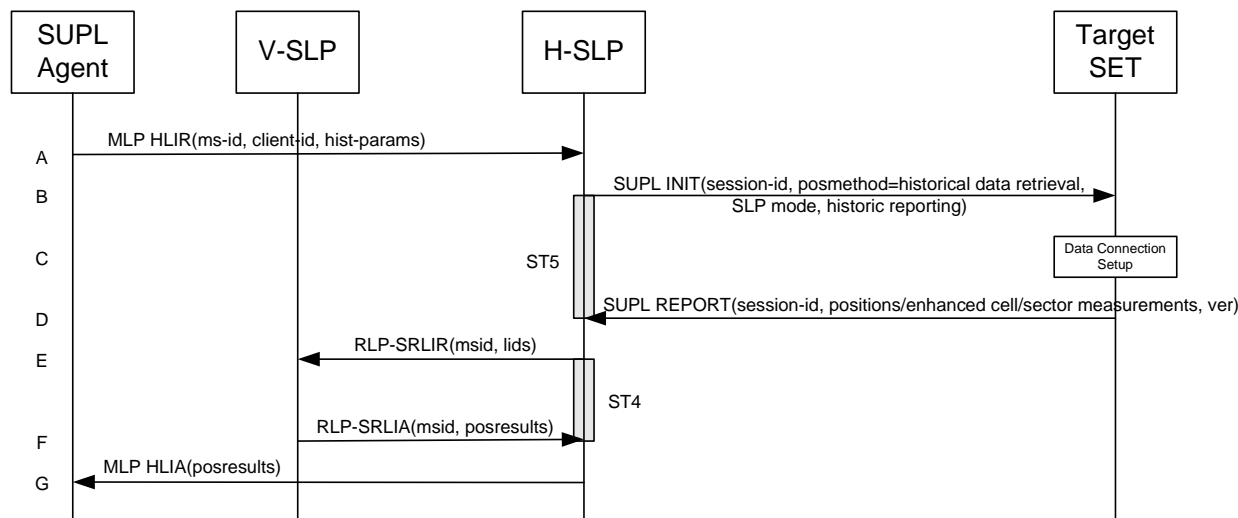 SUPL
Agent
V-SLP
H-SLP
Target
SET
A
MLP HLIR(ms-id, client-id, hist-params)
B
SUPL INIT(session-id, posmethod=historical data retrieval,
SLP mode, historic reporting)
C
ST5
Data Connection
Setup
D
SUPL REPORT(session-id, positions/enhanced cell/sector measurements, ver)
E
RLP-SRLIR(msid, lids)
ST4
F
RLP-SRLIA(msid, posresults)
G
MLP HLIA(posresults)